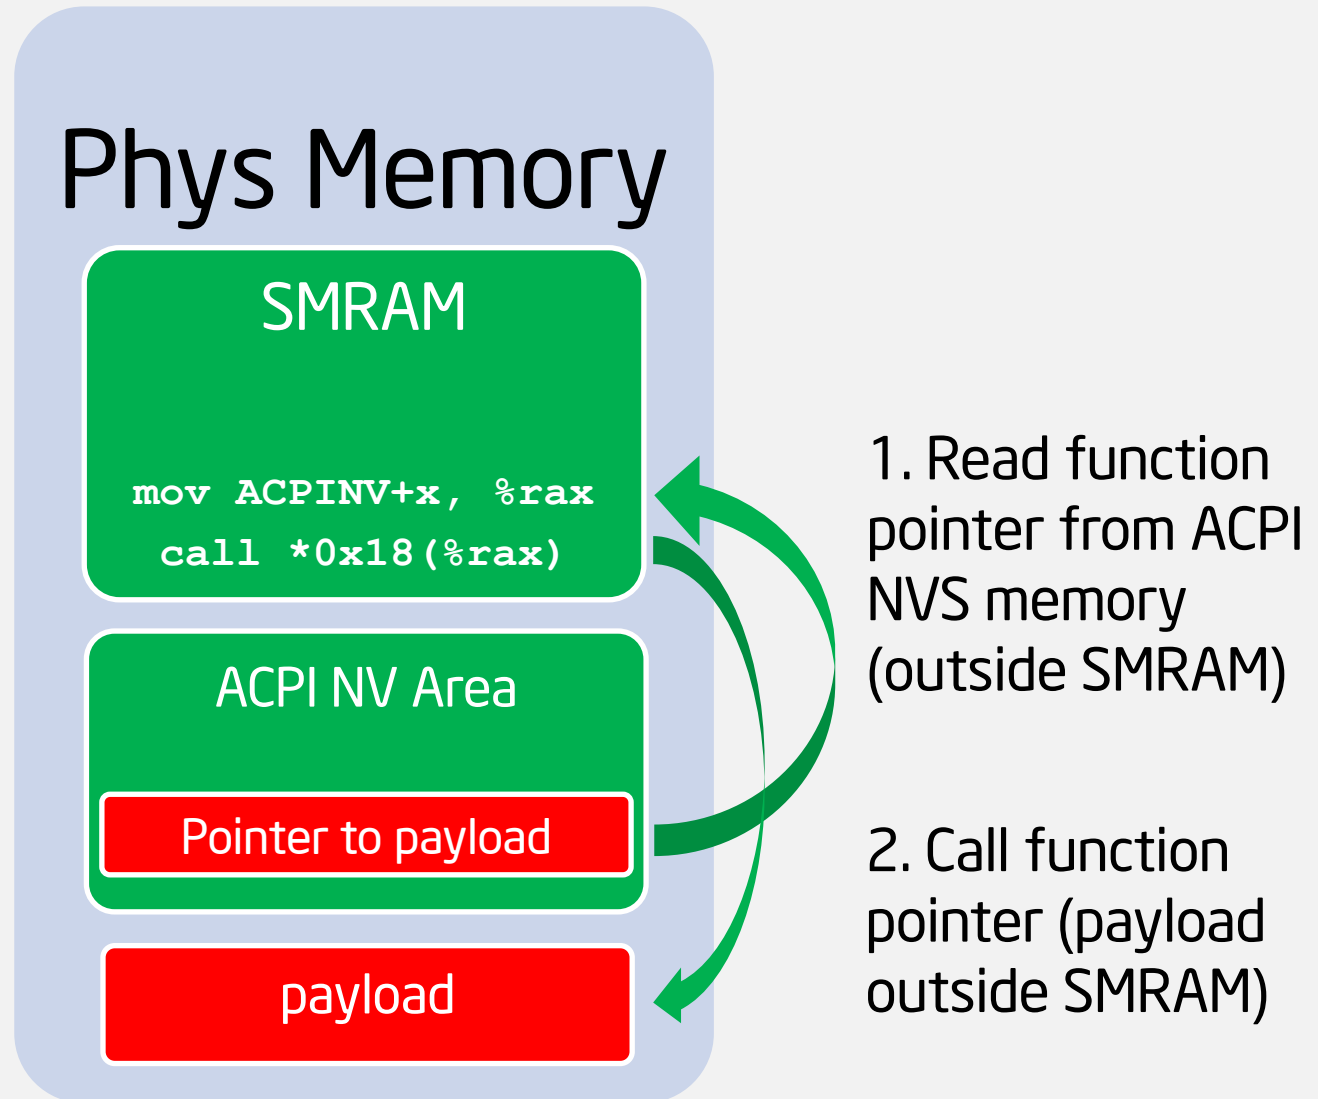 Phys Memory
SMRAM
mov ACPINV+x, %rax
call *0x18(%rax)
ACPI NV Area
Pointer to payload
payload
1. Read function
pointer from ACPI
NVS memory
(outside SMRAM)
2. Call function
pointer (payload
outside SMRAM)